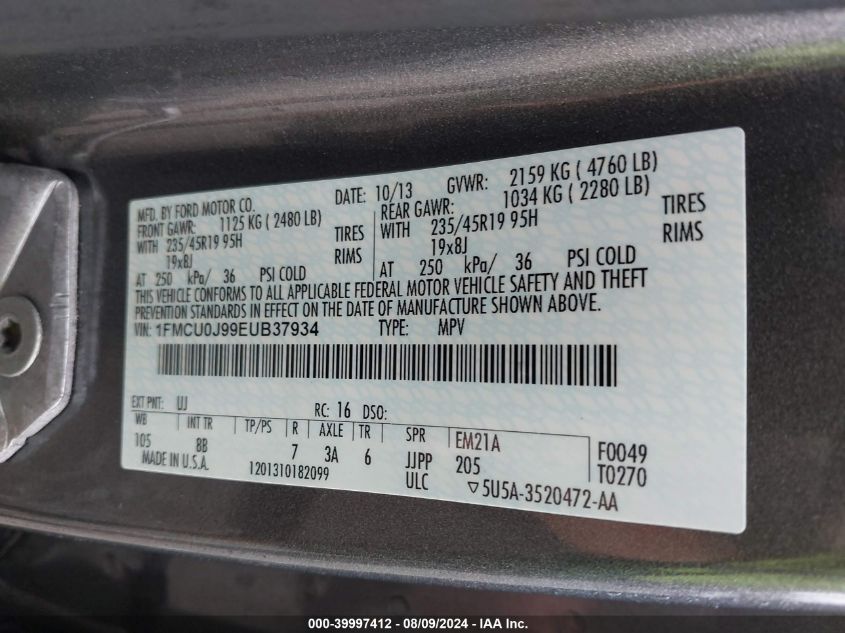 MFD. BY FORD MOTOR CO. DATE: 10/13 GVWR: 2159 KG ( 4760 LB)
FRONT GAWR: 1125 KG ( 2480 LB) REAR GAWR: 1034 KG ( 2280 LB)
WITH 235/45R19 95H TIRES WITH 235/45R19 95H TIRES
19x8J RIMS 19x8J RIMS
AT 250 kPa/ 36 PSI COLD AT 250 kPa/ 36 PSI COLD
THIS VEHICLE CONFORMS TO ALL APPLICABLE FEDERAL MOTOR VEHICLE SAFETY AND THEFT
PREVENTION STANDARDS IN EFFECT ON THE DATE OF MANUFACTURE SHOWN ABOVE.
VIN: 1FMCU0J99EUB37934 TYPE: MPV
EXT PNT: UJ RC: 16 DSO:
WB INT TR TP/PS R AXLE TR SPR EM21A F0049
105 8B 7 3A 6 JJPP 205 T0270
MADE IN U.S.A. 1201310182099 ULC ▽5U5A-3520472-AA
000-39997412 - 08/09/2024 - IAA Inc.